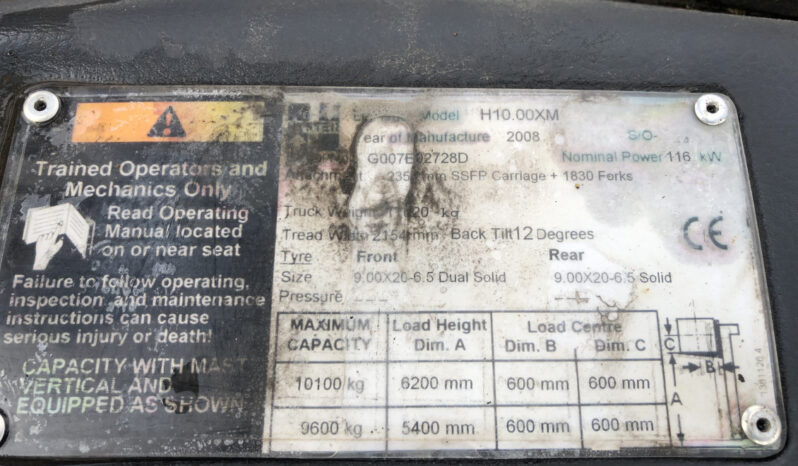 Trained Operators and
Mechanics Only
Read Operating
Manual located
on or near seat
Failure to follow operating,
inspection and maintenance
instructions can cause
serious injury or death!
CAPACITY WITH MAST
VERTICAL AND
EQUIPPED AS SHOWN
Model H10.00XM
Year of Manufacture 2008 S/O-
Nominal Power 116 kW
Attachment SSFP Carriage + 1830 Forks
Truck Weight kg
Tread Width 2154 mm Back Tilt 12 Degrees
Tyre Front Rear
Size 9.00X20-6.5 Dual Solid 9.00X20-6.5 Solid
Pressure _ _ _ _ _ _
CE
MAXIMUM CAPACITY Load Height Dim. A Load Centre Dim. B Dim. C
10100 kg 6200 mm 600 mm 600 mm
9600 kg 5400 mm 600 mm 600 mm
C
B
A